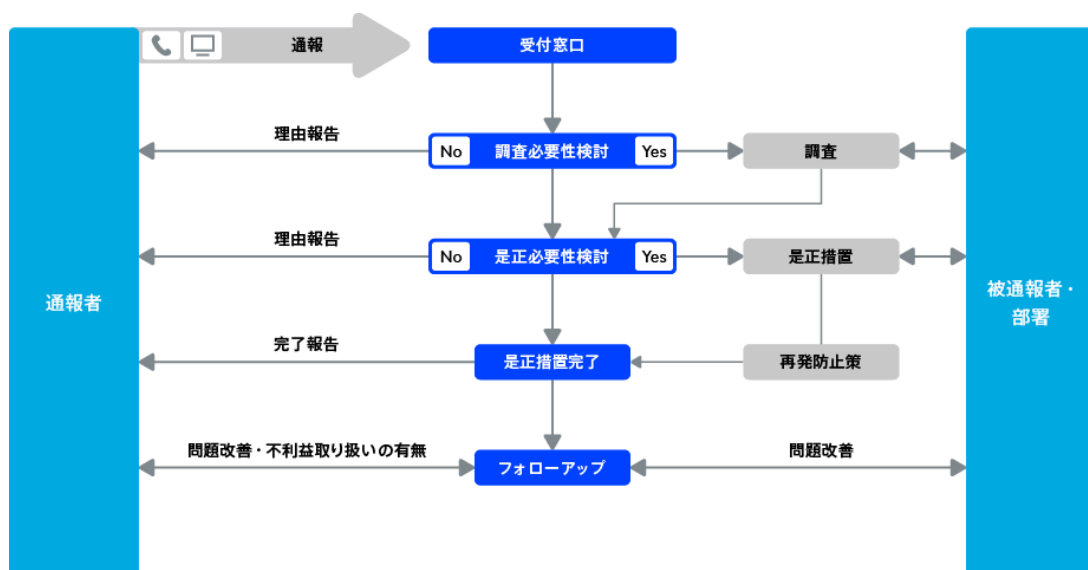 通報
受付窓口
理由報告
No
調査必要性検討
Yes
調査
理由報告
No
是正必要性検討
Yes
是正措置
通報者
被通報者・
部署
完了報告
是正措置完了
再発防止策
問題改善・不利益取り扱いの有無
フォローアップ
問題改善